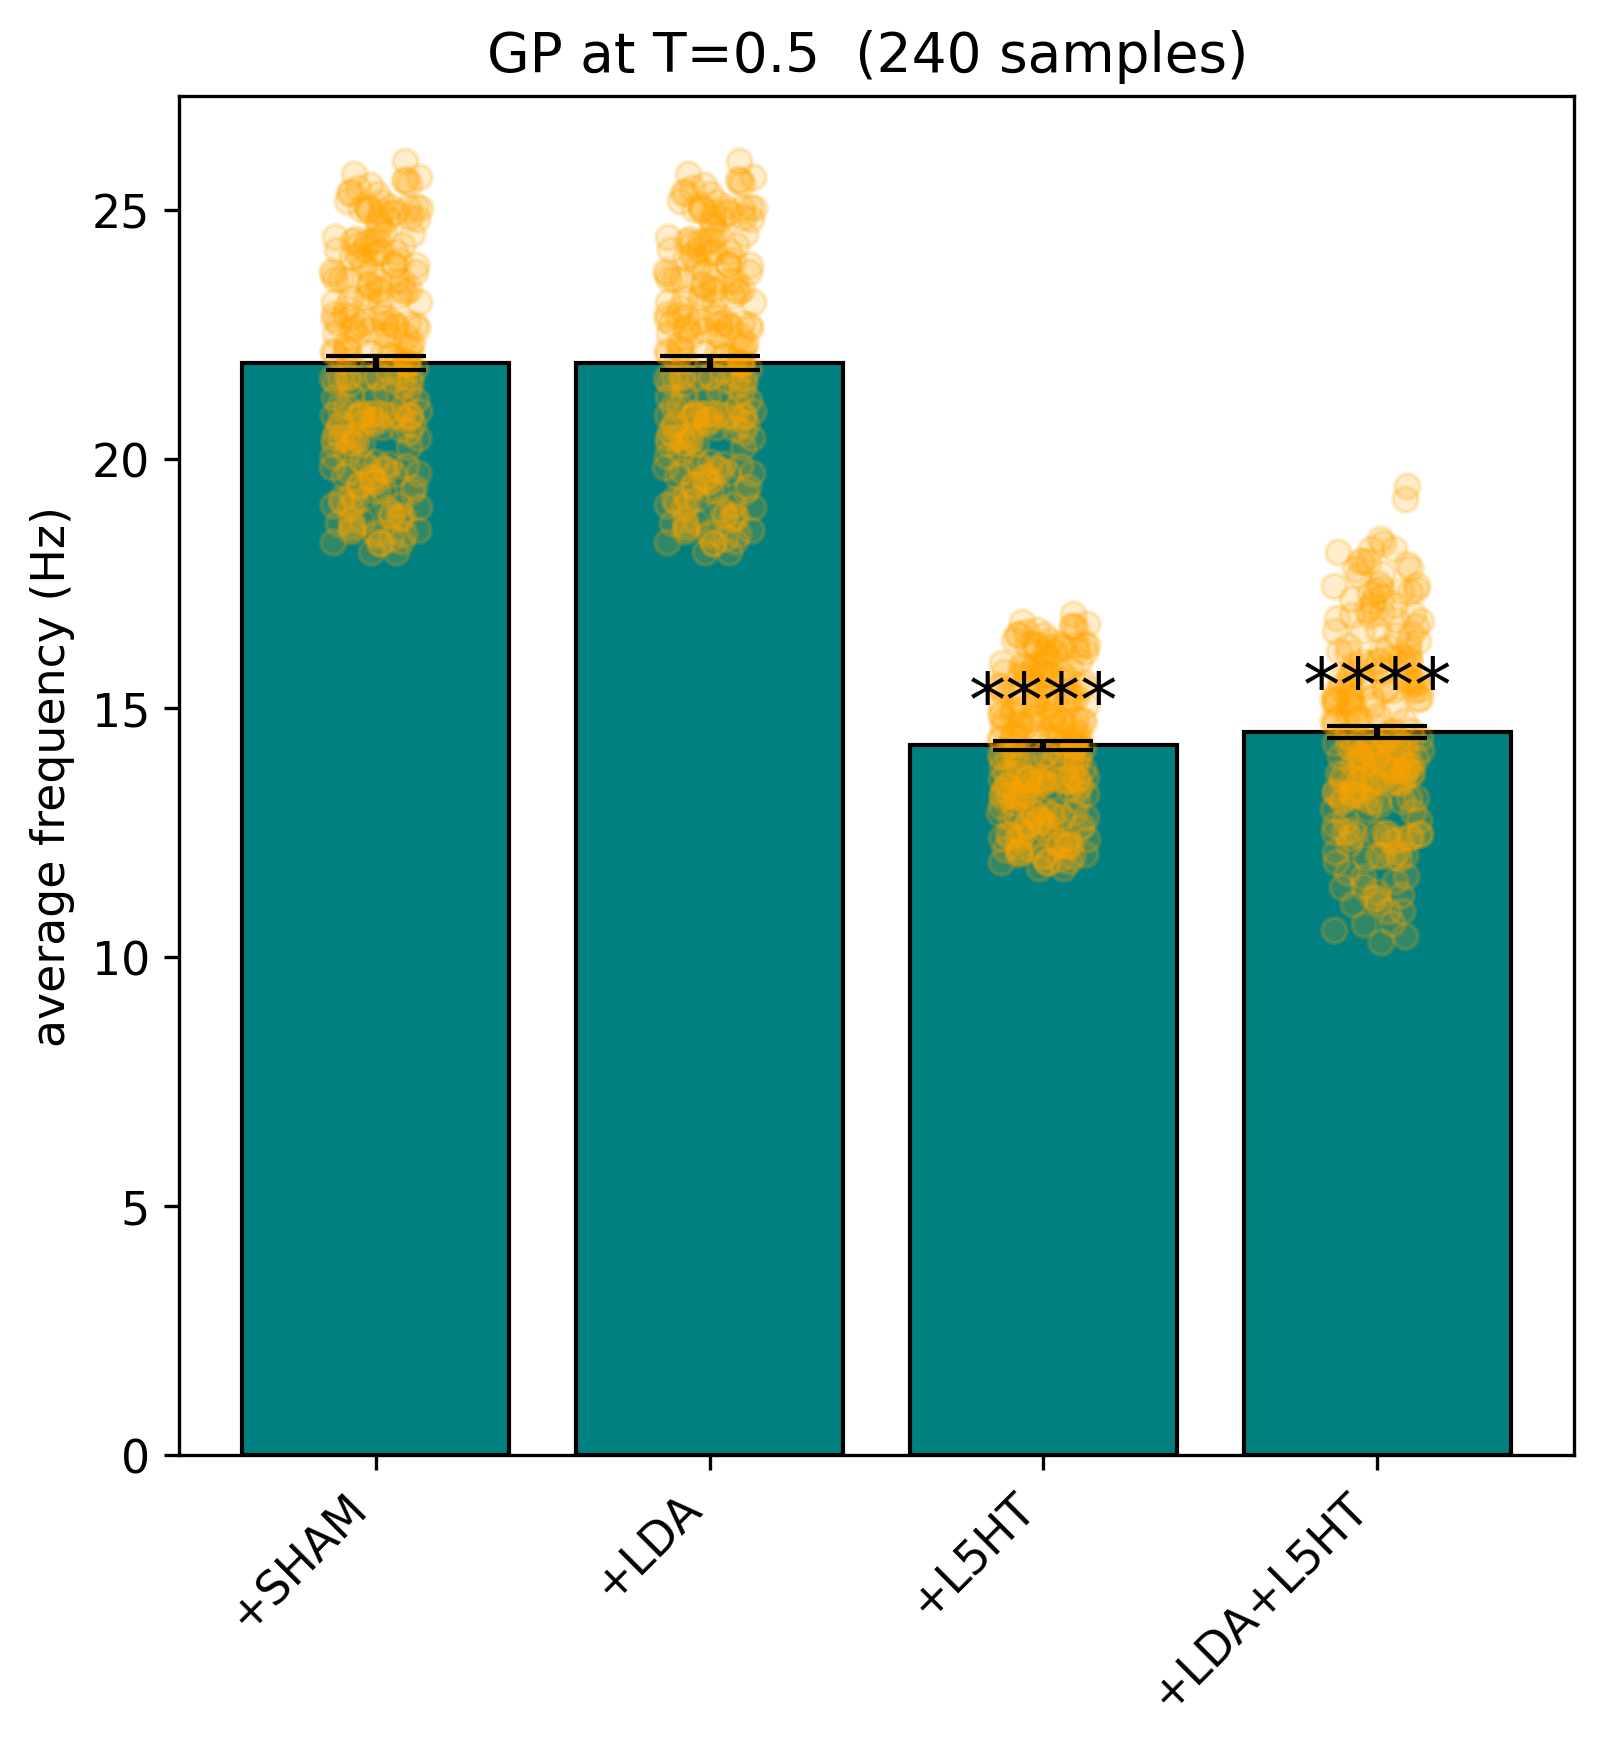 GP at T=0.5  (240 samples)
average frequency (Hz)
25
20
15
10
5
0
****
****
+SHAM
+LDA
+L5HT
+LDA+L5HT